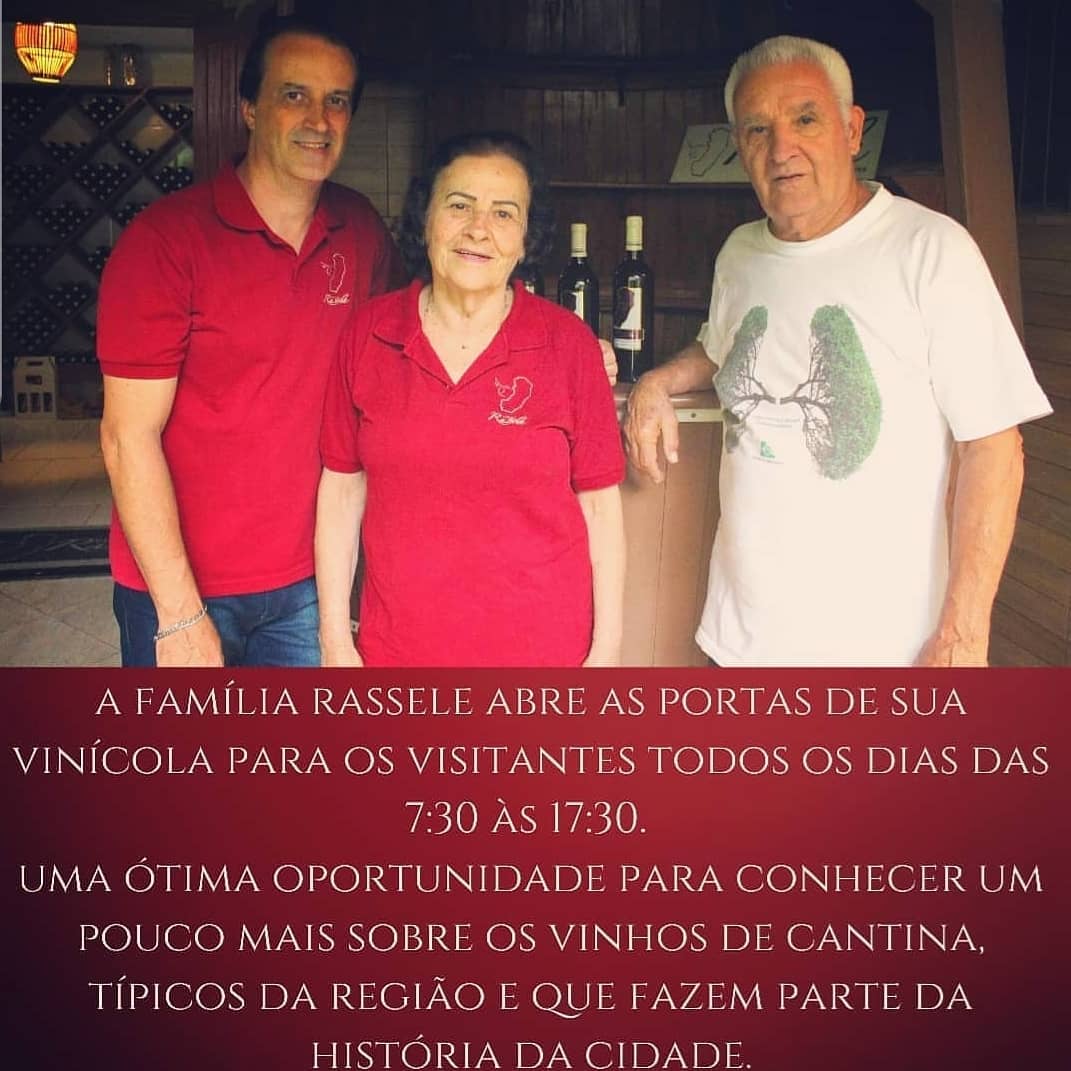 A FAMÍLIA RASSELE ABRE AS PORTAS DE SUA
VINÍCOLA PARA OS VISITANTES TODOS OS DIAS DAS
7:30 ÀS 17:30.
UMA ÓTIMA OPORTUNIDADE PARA CONHECER UM
POUCO MAIS SOBRE OS VINHOS DE CANTINA,
TÍPICOS DA REGIÃO E QUE FAZEM PARTE DA
HISTÓRIA DA CIDADE.